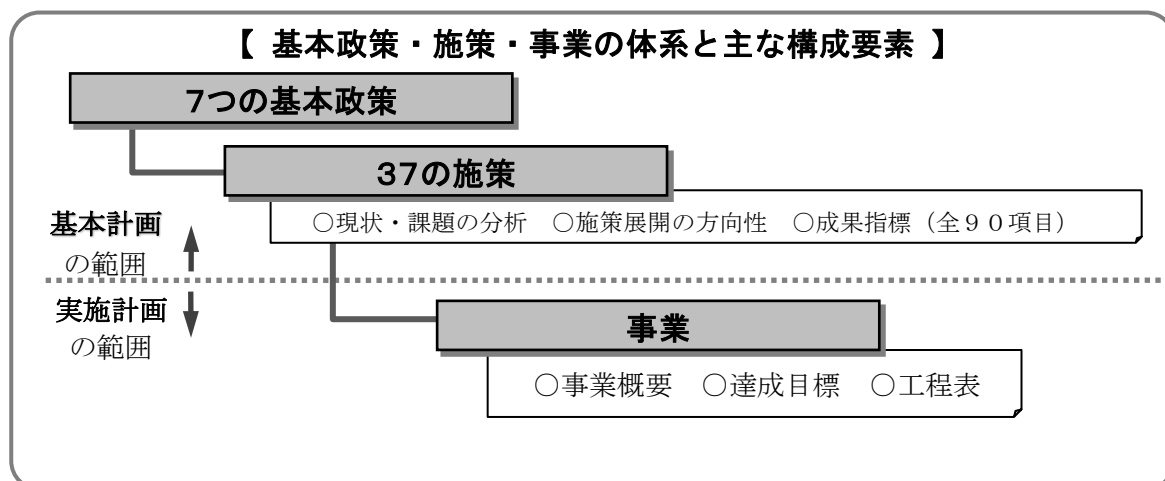 【 基本政策・施策・事業の体系と主な構成要素 】
7つの基本政策
37の施策
○現状・課題の分析　○施策展開の方向性　○成果指標（全９０項目）
基本計画
の範囲
実施計画
の範囲
事業
○事業概要　○達成目標　○工程表